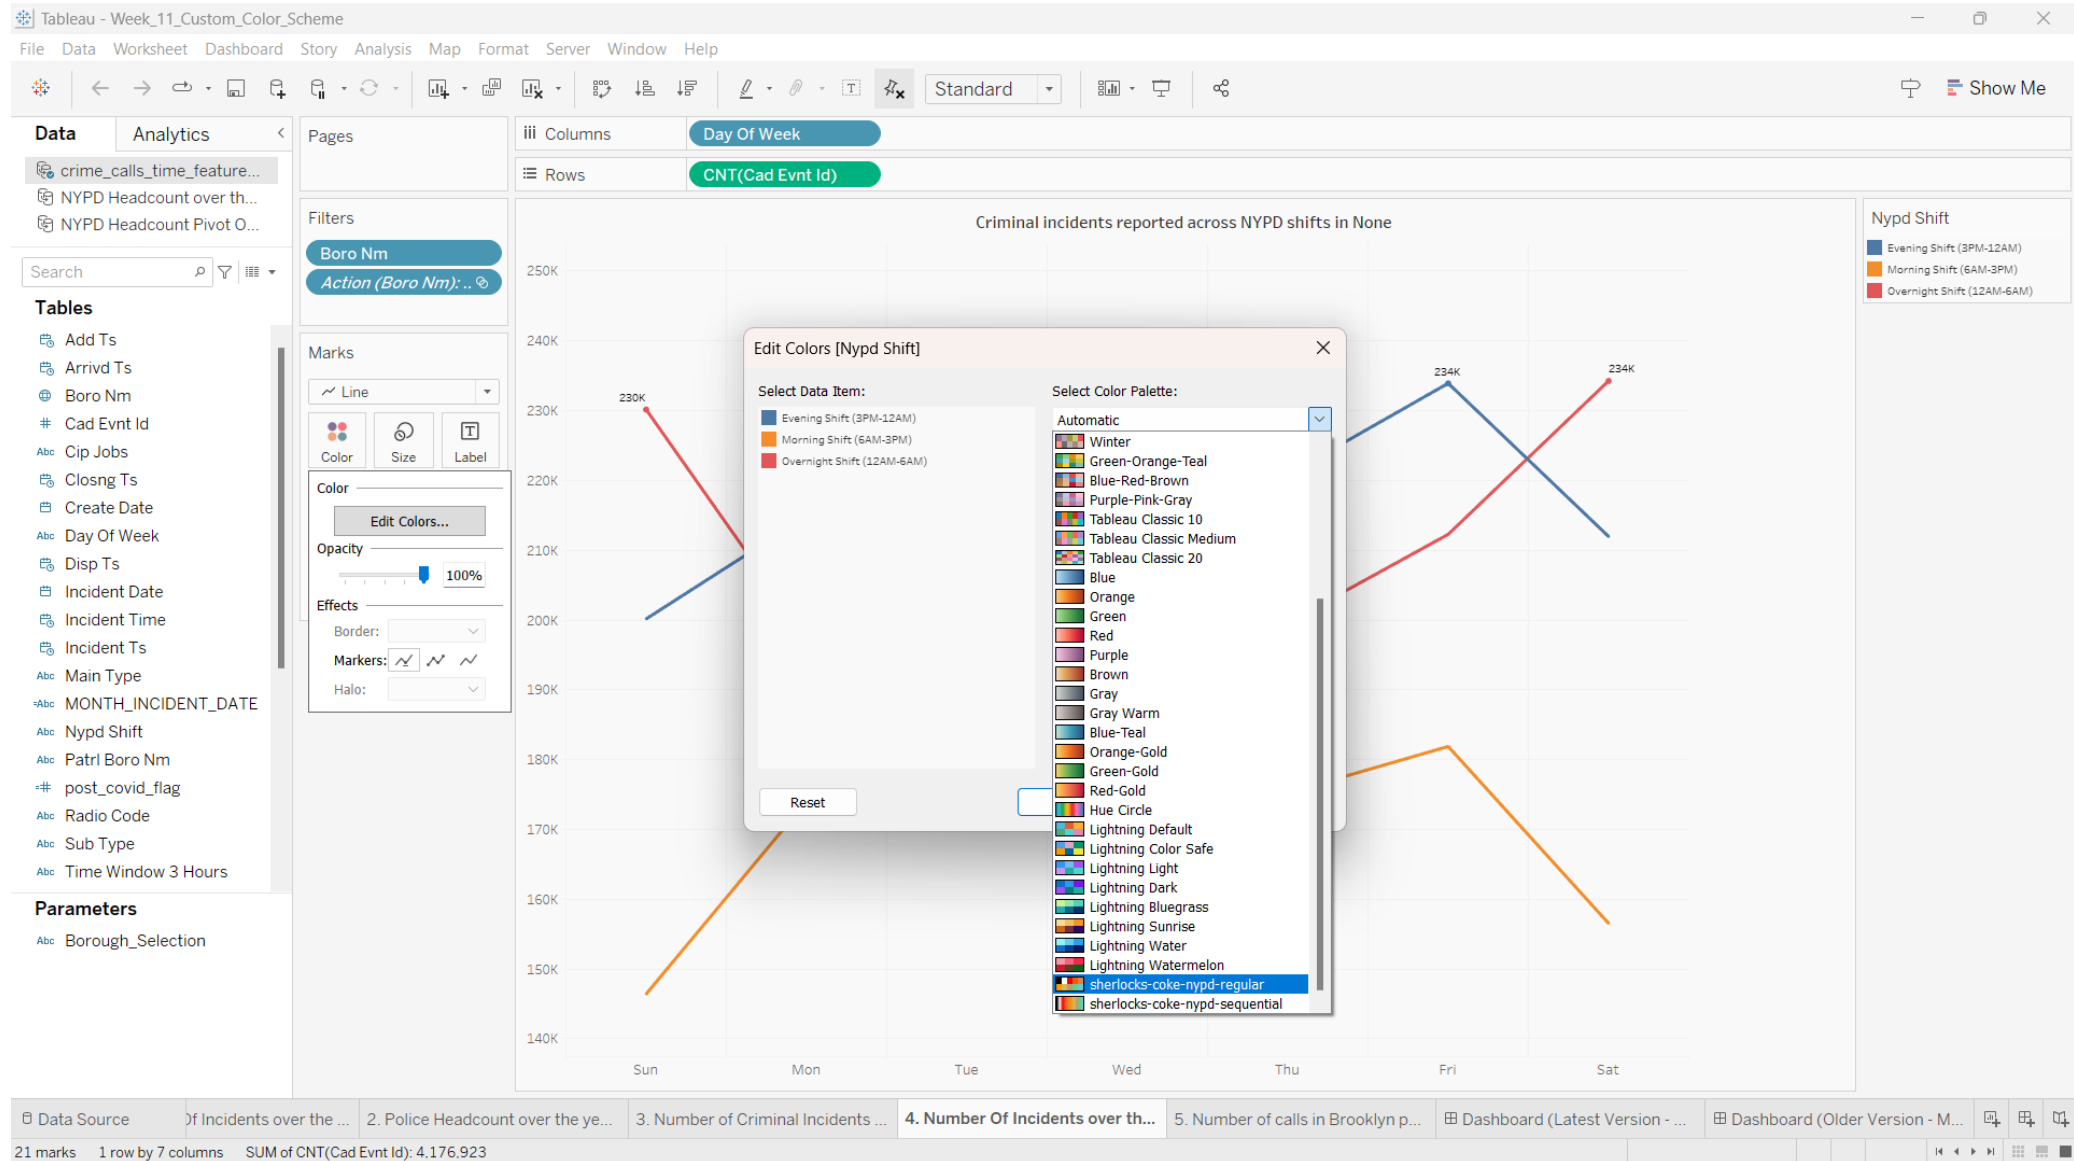 Tableau - Week_11_Custom_Color_Scheme
File Data Worksheet Dashboard Story Analysis Map Format Server Window Help
Standard
Show Me
Data Analytics
crime_calls_time_feature...
NYPD Headcount over th...
NYPD Headcount Pivot O...
Search
Tables
Add Ts
Arrivd Ts
Boro Nm
Cad Evnt Id
Abc Cip Jobs
Closng Ts
Create Date
Abc Day Of Week
Disp Ts
Incident Date
Incident Time
Incident Ts
Abc Main Type
=Abc MONTH_INCIDENT_DATE
Abc Nypd Shift
Abc Patrl Boro Nm
=# post_covid_flag
Abc Radio Code
Abc Sub Type
Abc Time Window 3 Hours
Parameters
Abc Borough_Selection
Pages
Filters
Boro Nm
Action (Boro Nm): ..
Marks
Line
Color Size Label
Color
Edit Colors...
Opacity
100%
Effects
Border:
Markers:
Halo:
Columns
Day Of Week
Rows
CNT(Cad Evnt Id)
Criminal incidents reported across NYPD shifts in None
250K
240K
230K
220K
210K
200K
190K
180K
170K
160K
150K
140K
230K
234K
234K
Sun Mon Tue Wed Thu Fri Sat
Edit Colors [Nypd Shift]
Select Data Item:
Evening Shift (3PM-12AM)
Morning Shift (6AM-3PM)
Overnight Shift (12AM-6AM)
Reset
Select Color Palette:
Automatic
Winter
Green-Orange-Teal
Blue-Red-Brown
Purple-Pink-Gray
Tableau Classic 10
Tableau Classic Medium
Tableau Classic 20
Blue
Orange
Green
Red
Purple
Brown
Gray
Gray Warm
Blue-Teal
Orange-Gold
Green-Gold
Red-Gold
Hue Circle
Lightning Default
Lightning Color Safe
Lightning Light
Lightning Dark
Lightning Bluegrass
Lightning Sunrise
Lightning Water
Lightning Watermelon
sherlocks-coke-nypd-regular
sherlocks-coke-nypd-sequential
Nypd Shift
Evening Shift (3PM-12AM)
Morning Shift (6AM-3PM)
Overnight Shift (12AM-6AM)
Data Source
Of Incidents over the ...
2. Police Headcount over the ye...
3. Number of Criminal Incidents ...
4. Number Of Incidents over th...
5. Number of calls in Brooklyn p...
Dashboard (Latest Version - ...
Dashboard (Older Version - M...
21 marks 1 row by 7 columns SUM of CNT(Cad Evnt Id): 4,176,923